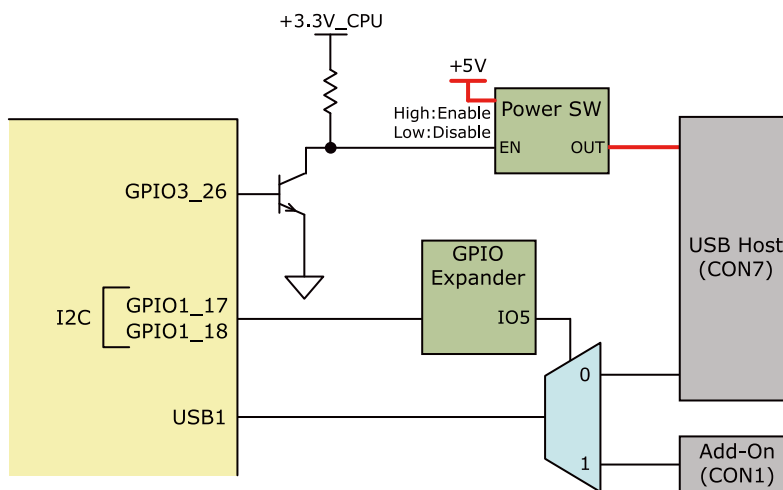 +3.3V_CPU
+5V
High:Enable
Low:Disable
Power SW
EN
OUT
GPIO3_26
USB Host
(CON7)
GPIO
Expander
IO5
I2C
GPIO1_17
GPIO1_18
0
USB1
1
Add-On
(CON1)